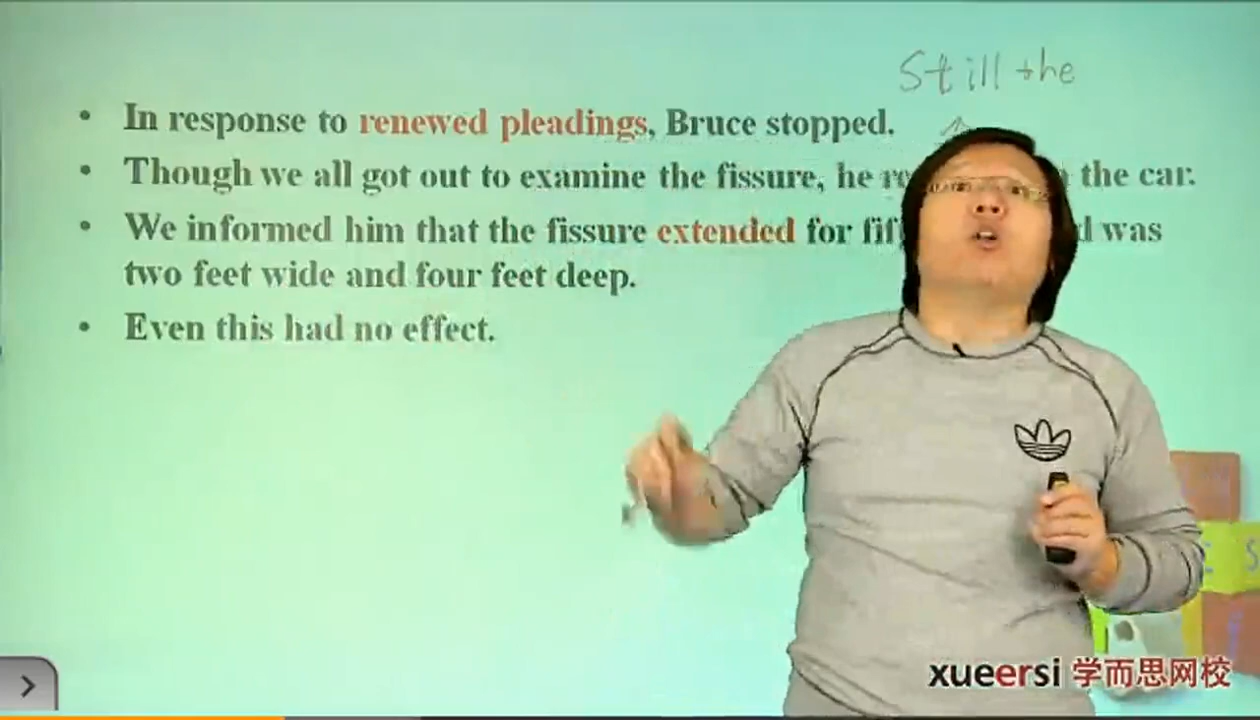 Still the
• In response to renewed pleadings, Bruce stopped.
• Though we all got out to examine the fissure, he the car.
• We informed him that the fissure extended for was
two feet wide and four feet deep.
• Even this had no effect.
xueersi 学而思网校